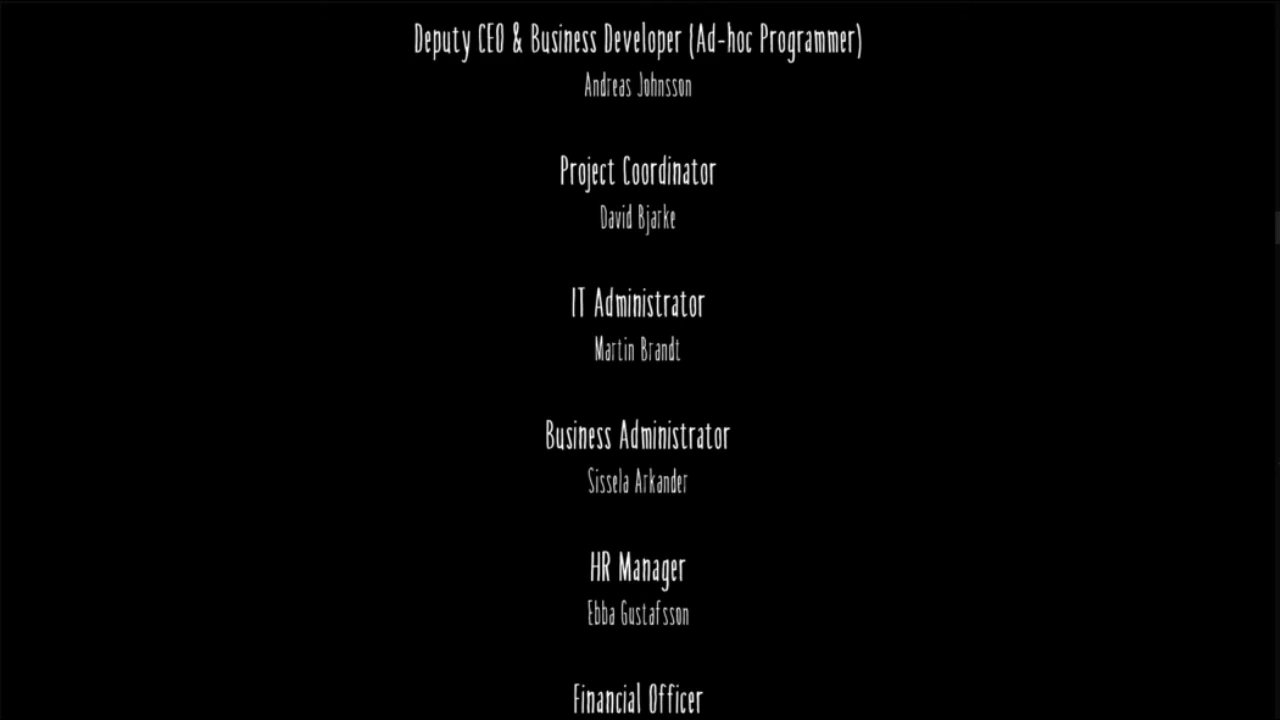 Deputy CEO & Business Developer (Ad-hoc Programmer)
Andreas Johnsson
Project Coordinator
David Bjarke
IT Administrator
Martin Brandt
Business Administrator
Sissela Arkander
HR Manager
Ebba Gustafsson
Financial Officer